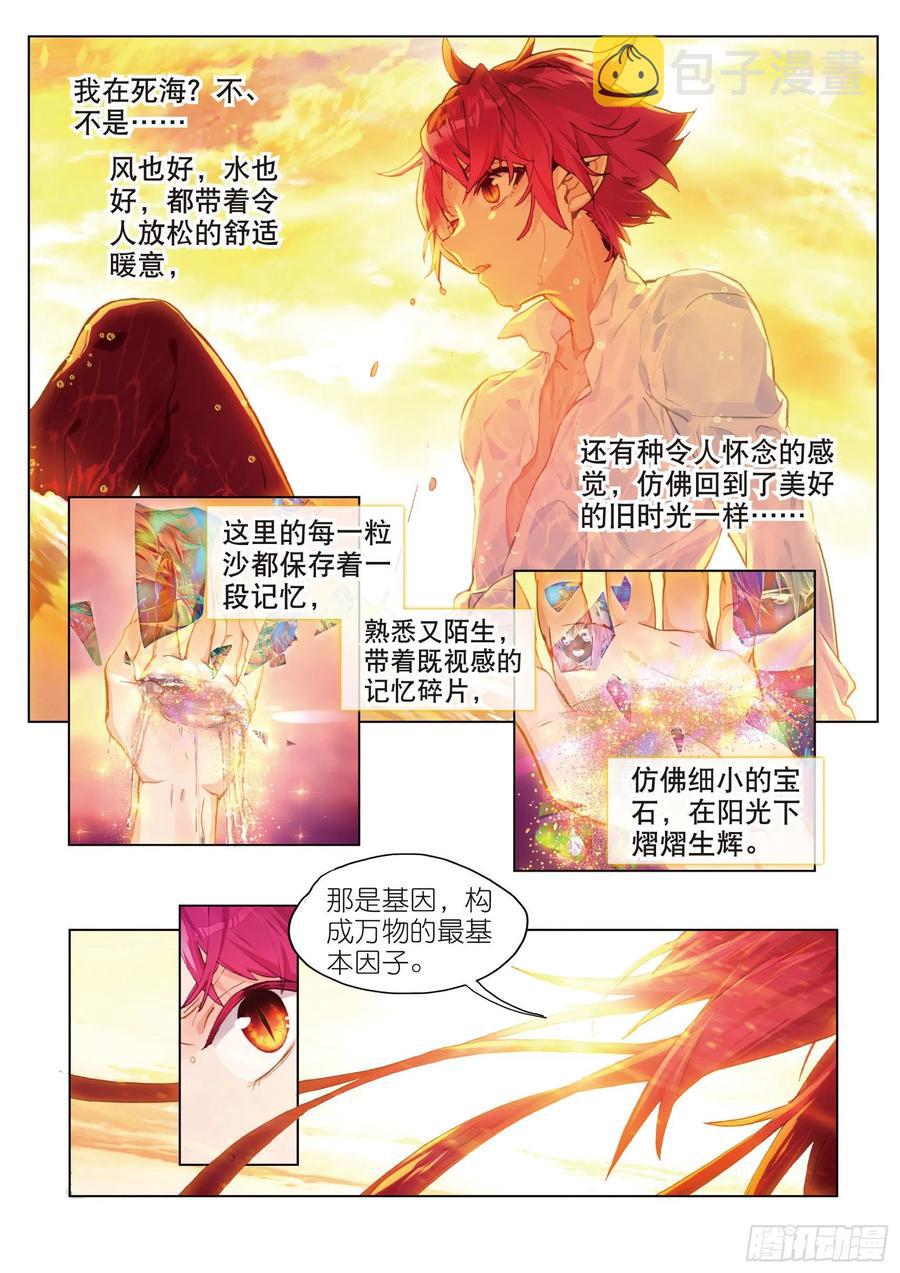 包子漫畫
我在死海？不、
不是……
风也好，水也
好，都带着令
人放松的舒适
暖意，
还有种令人怀念的感
觉，仿佛回到了美好
的旧时光一样……
这里的每一粒
沙都保存着一
段记忆，
熟悉又陌生，
带着既视感的
记忆碎片，
仿佛细小的宝
石，在阳光下
熠熠生辉。
那是基因，构
成万物的最基
本因子。
腾讯动漫